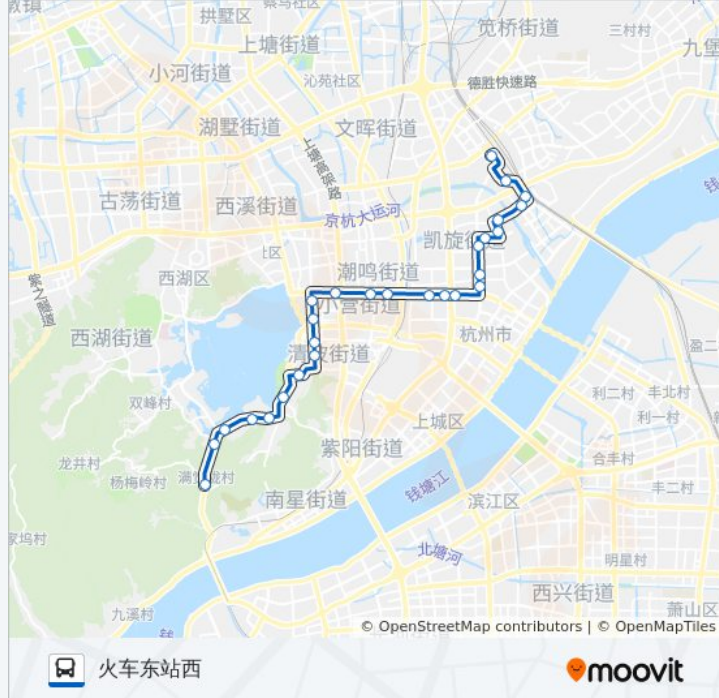 拱墅区
笕桥街道
三村村
上塘街道
九堡
小河街道
沁苑社区
德胜快速路
湖墅街道
文晖街道
上塘高架路
古荡街道
西溪街道
京杭大运河
钱
凯旋街道
社区
潮鸣街道
西湖区
紫之隧道
小营街道
西湖街道
清波街道
杭州市
盈二
双峰村
利二村
丰北村
上城区
利一村
紫阳街道
龙井村
合丰村
杨梅岭村
满觉陇村
钱塘江
丰二村
南星街道
滨江区
家坞村
北塘河
明星村
西兴街道
九溪村
萧山区
钱
© OpenStreetMap contributors | © OpenMapTiles
火车东站西
moovit